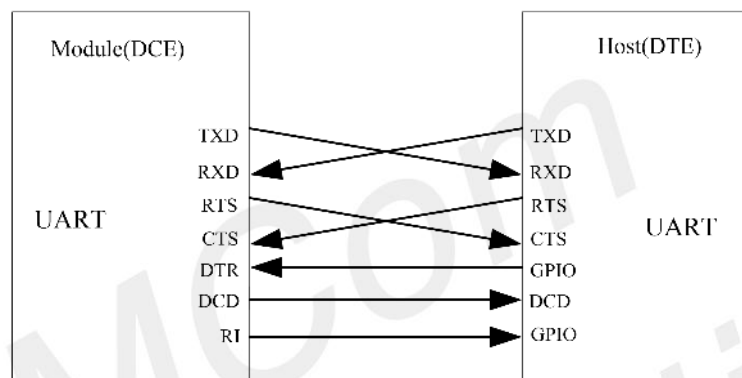 Module(DCE)
Host(DTE)
TXD
TXD
RXD
RXD
RTS
RTS
UART
UART
CTS
CTS
DTR
GPIO
DCD
DCD
RI
GPIO
MCom